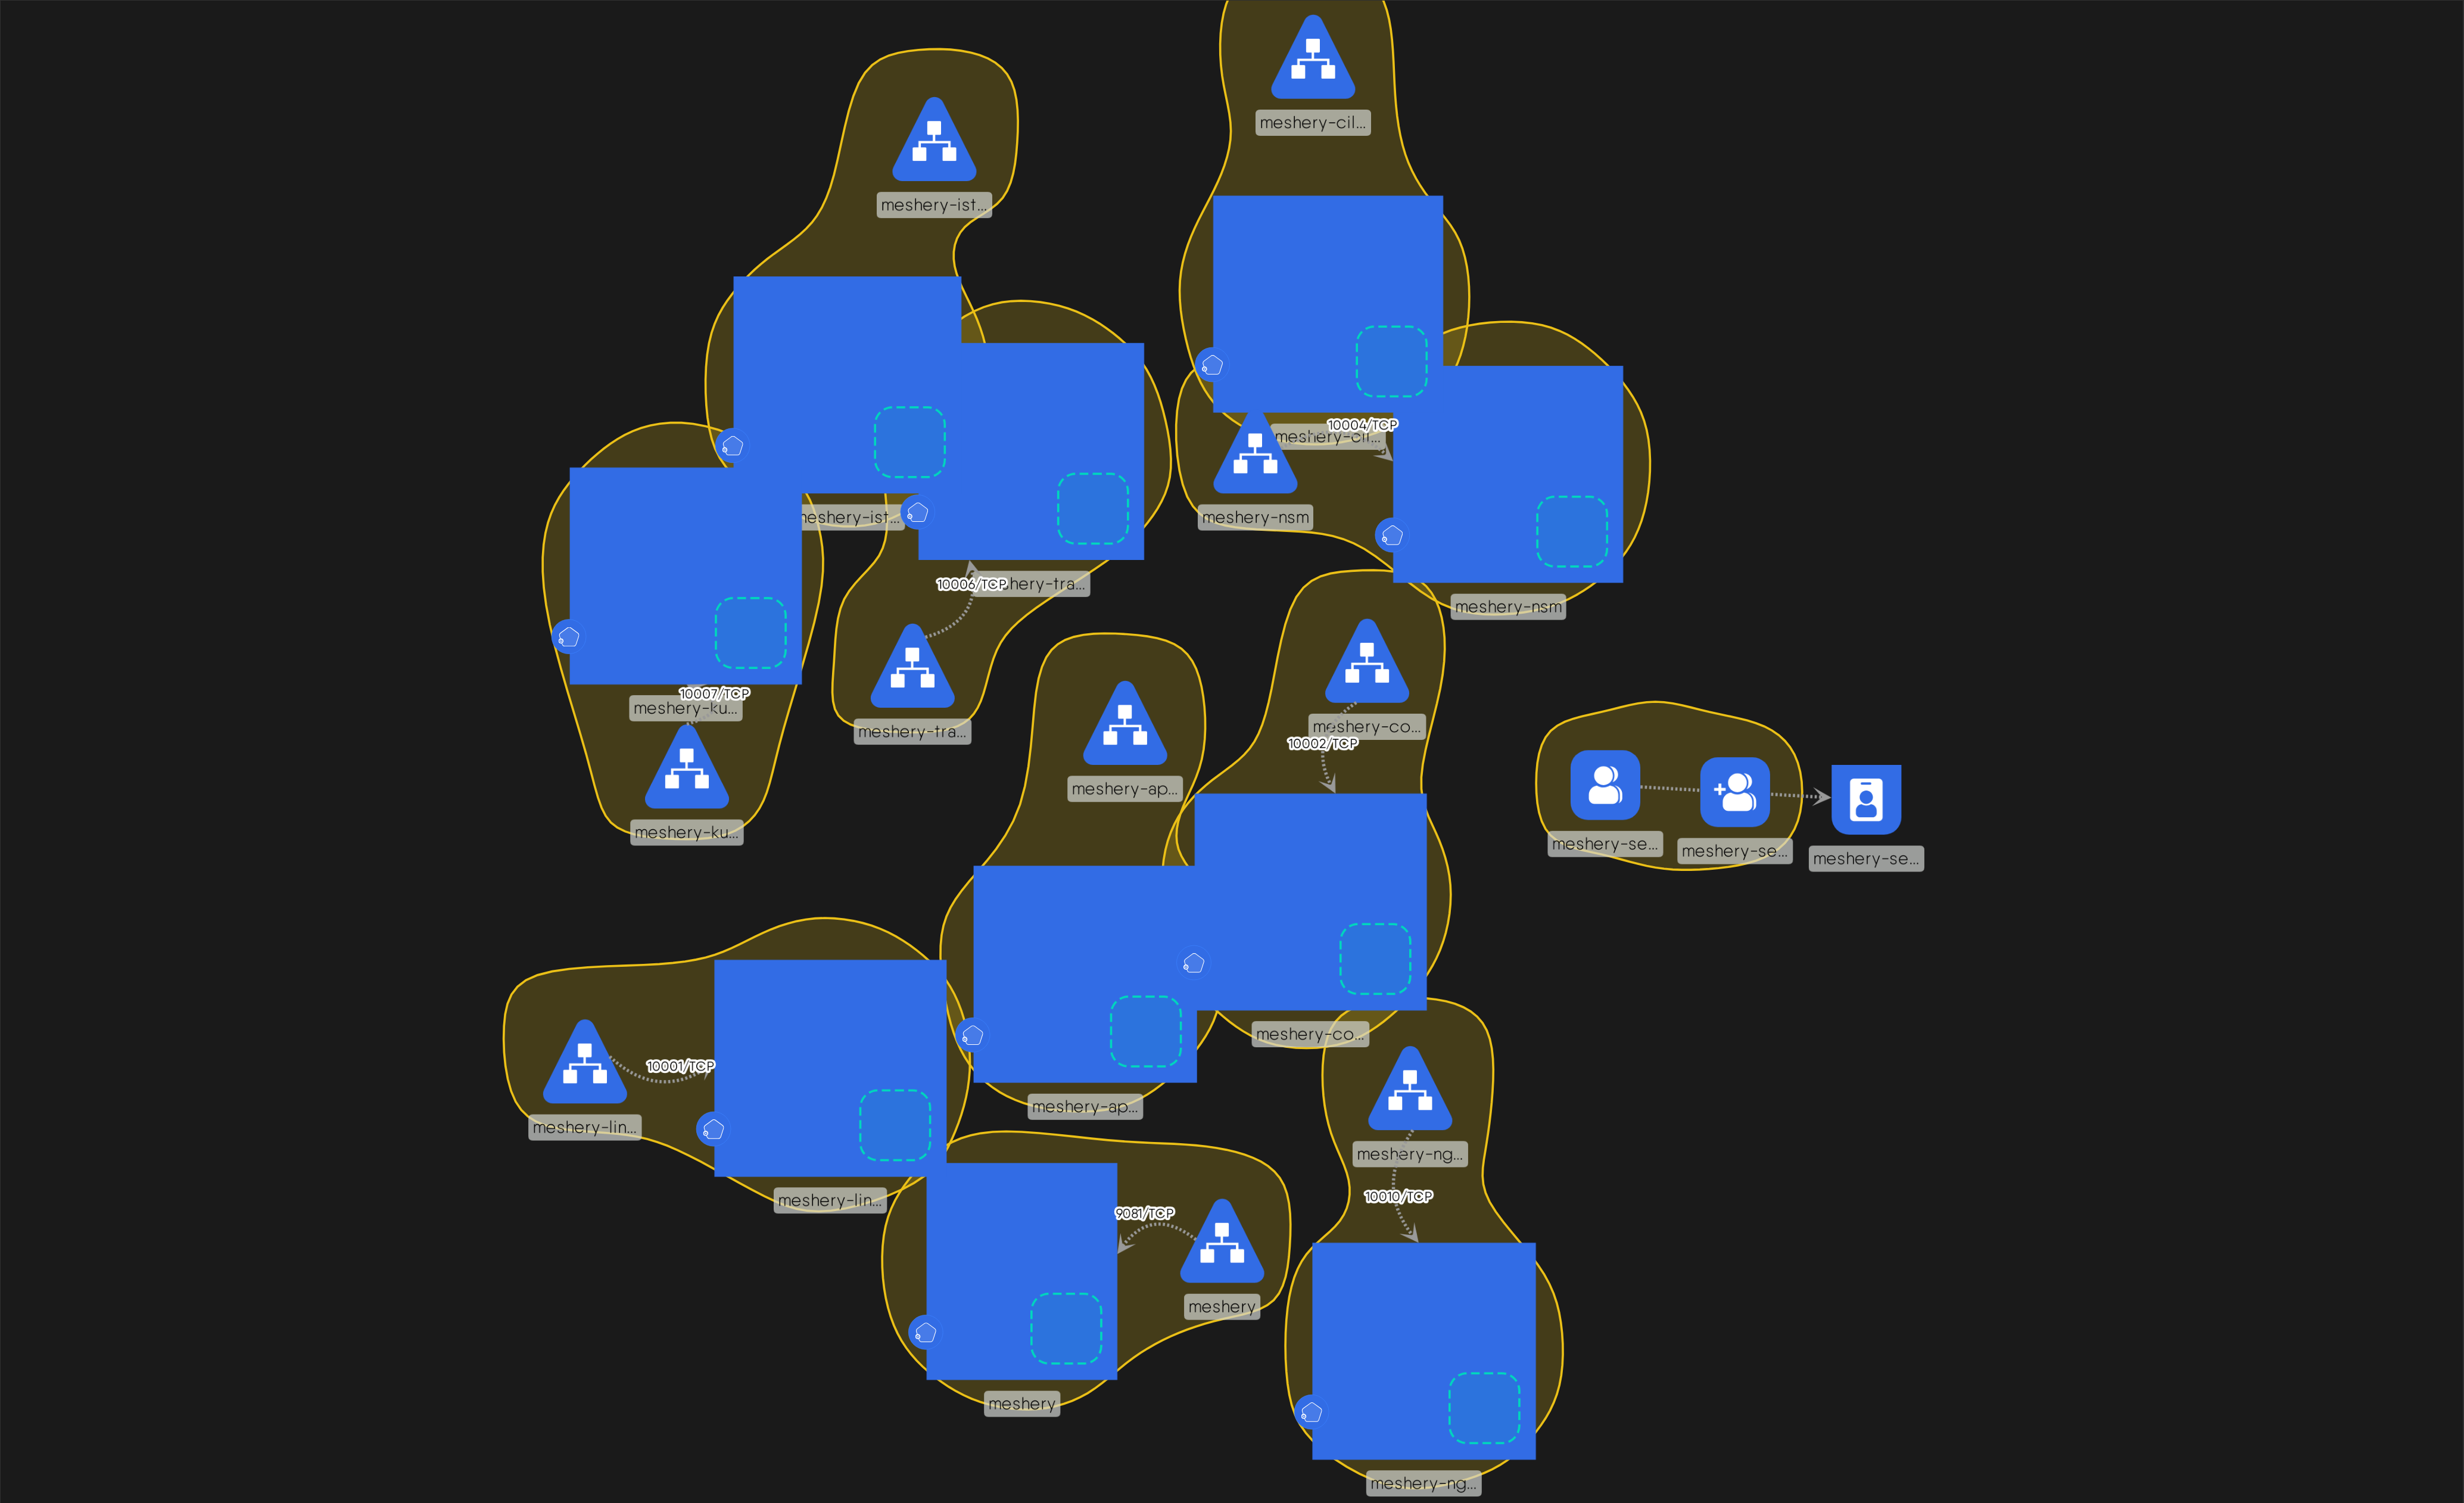 meshery-cil...
meshery-ist...
10004/TCP
meshery-cil...
meshery-nsm
meshery-ist...
10006/TCP
hery-tra...
meshery-nsm
10007/TCP
meshery-ku...
meshery-tra...
meshery-co...
10002/TCP
meshery-ap...
meshery-ku...
meshery-se...
meshery-se...
meshery-se...
meshery-co...
10001/TCP
meshery-ap...
meshery-lin...
meshery-ng...
meshery-lin...
10010/TCP
9081/TCP
meshery
meshery
meshery-ng...